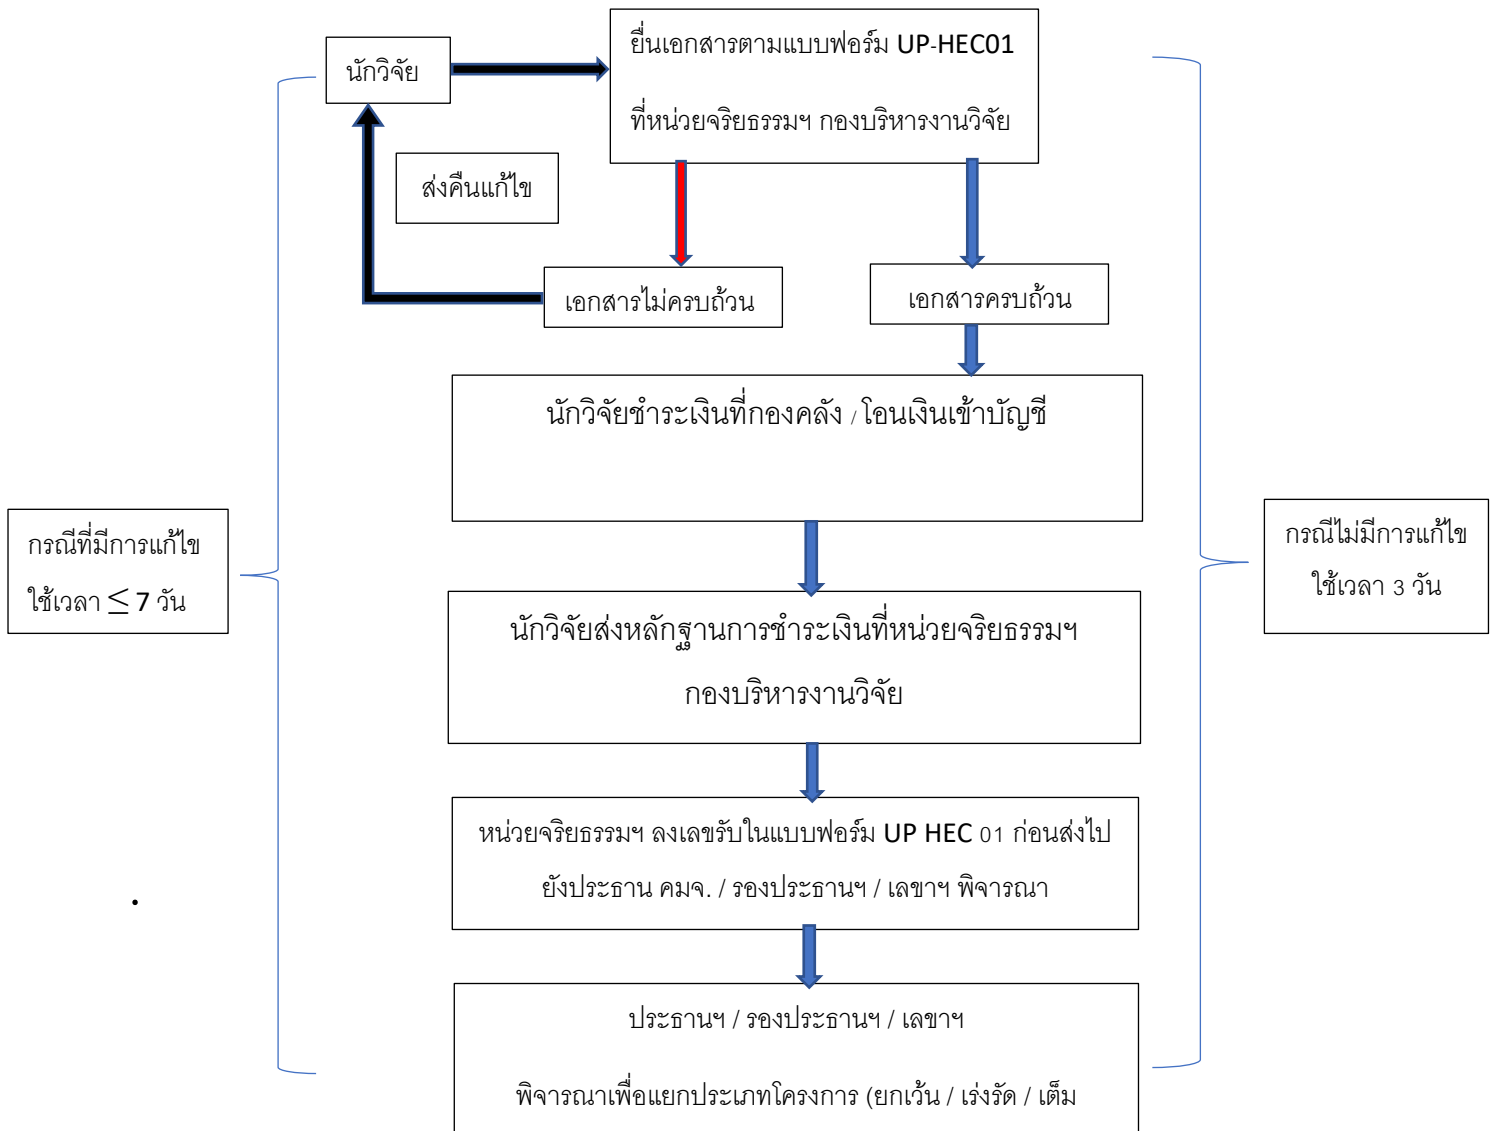 นักวิจัย
ยื่นเอกสารตามแบบฟอร์ม UP-HEC01
ที่หน่วยจริยธรรมฯ กองบริหารงานวิจัย
ส่งคืนแก้ไข
เอกสารไม่ครบถ้วน
เอกสารครบถ้วน
นักวิจัยชำระเงินที่กองคลัง / โอนเงินเข้าบัญชี
กรณีที่มีการแก้ไข
ใช้เวลา ≤ 7 วัน
กรณีไม่มีการแก้ไข
ใช้เวลา 3 วัน
นักวิจัยส่งหลักฐานการชำระเงินที่หน่วยจริยธรรมฯ
กองบริหารงานวิจัย
หน่วยจริยธรรมฯ ลงเลขรับในแบบฟอร์ม UP HEC 01 ก่อนส่งไป
ยังประธาน คมจ. / รองประธานฯ / เลขาฯ พิจารณา
.
ประธานฯ / รองประธานฯ / เลขาฯ
พิจารณาเพื่อแยกประเภทโครงการ (ยกเว้น / เร่งรัด / เต็ม